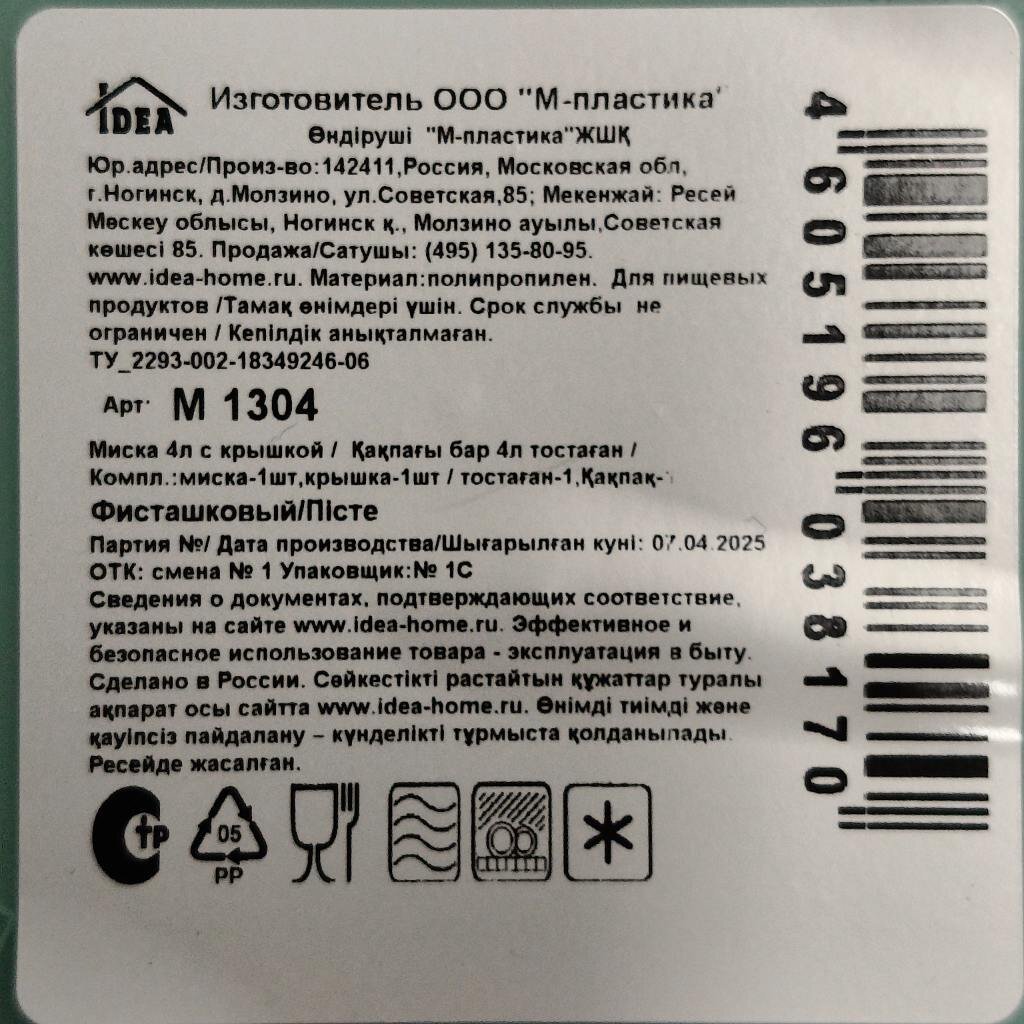 IDEA
Изготовитель ООО "М-пластика"
Өндіруші "М-пластика"ЖШҚ
Юр.адрес/Произ-во:142411,Россия, Московская обл,
г.Ногинск, д.Молзино, ул.Советская,85; Мекенжай: Ресей
Мәскеу облысы, Ногинск қ., Молзино ауылы,Советская
көшесі 85. Продажа/Сатушы: (495) 135-80-95.
www.idea-home.ru. Материал:полипропилен. Для пищевых
продуктов /Тамақ өнімдері үшін. Срок службы не
ограничен / Кепілдік анықталмаған.
ТУ_2293-002-18349246-06
Арт. М 1304
Миска 4л с крышкой / Қақпағы бар 4л тостаған /
Компл.:миска-1шт,крышка-1шт / тостаған-1,Қақпақ-1
Фисташковый/Пісте
Партия №/ Дата производства/Шығарылған куні: 07.04.2025
ОТК: смена № 1 Упаковщик:№ 1С
Сведения о документах, подтверждающих соответствие,
указаны на сайте www.idea-home.ru. Эффективное и
безопасное использование товара - эксплуатация в быту.
Сделано в России. Сәйкестікті растайтын құжаттар туралы
ақпарат осы сайтта www.idea-home.ru. Өнімді тиімді және
қауіпсіз пайдалану – күнделікті тұрмыста қолданылады.
Ресейде жасалған.
05
PP
4605196038170